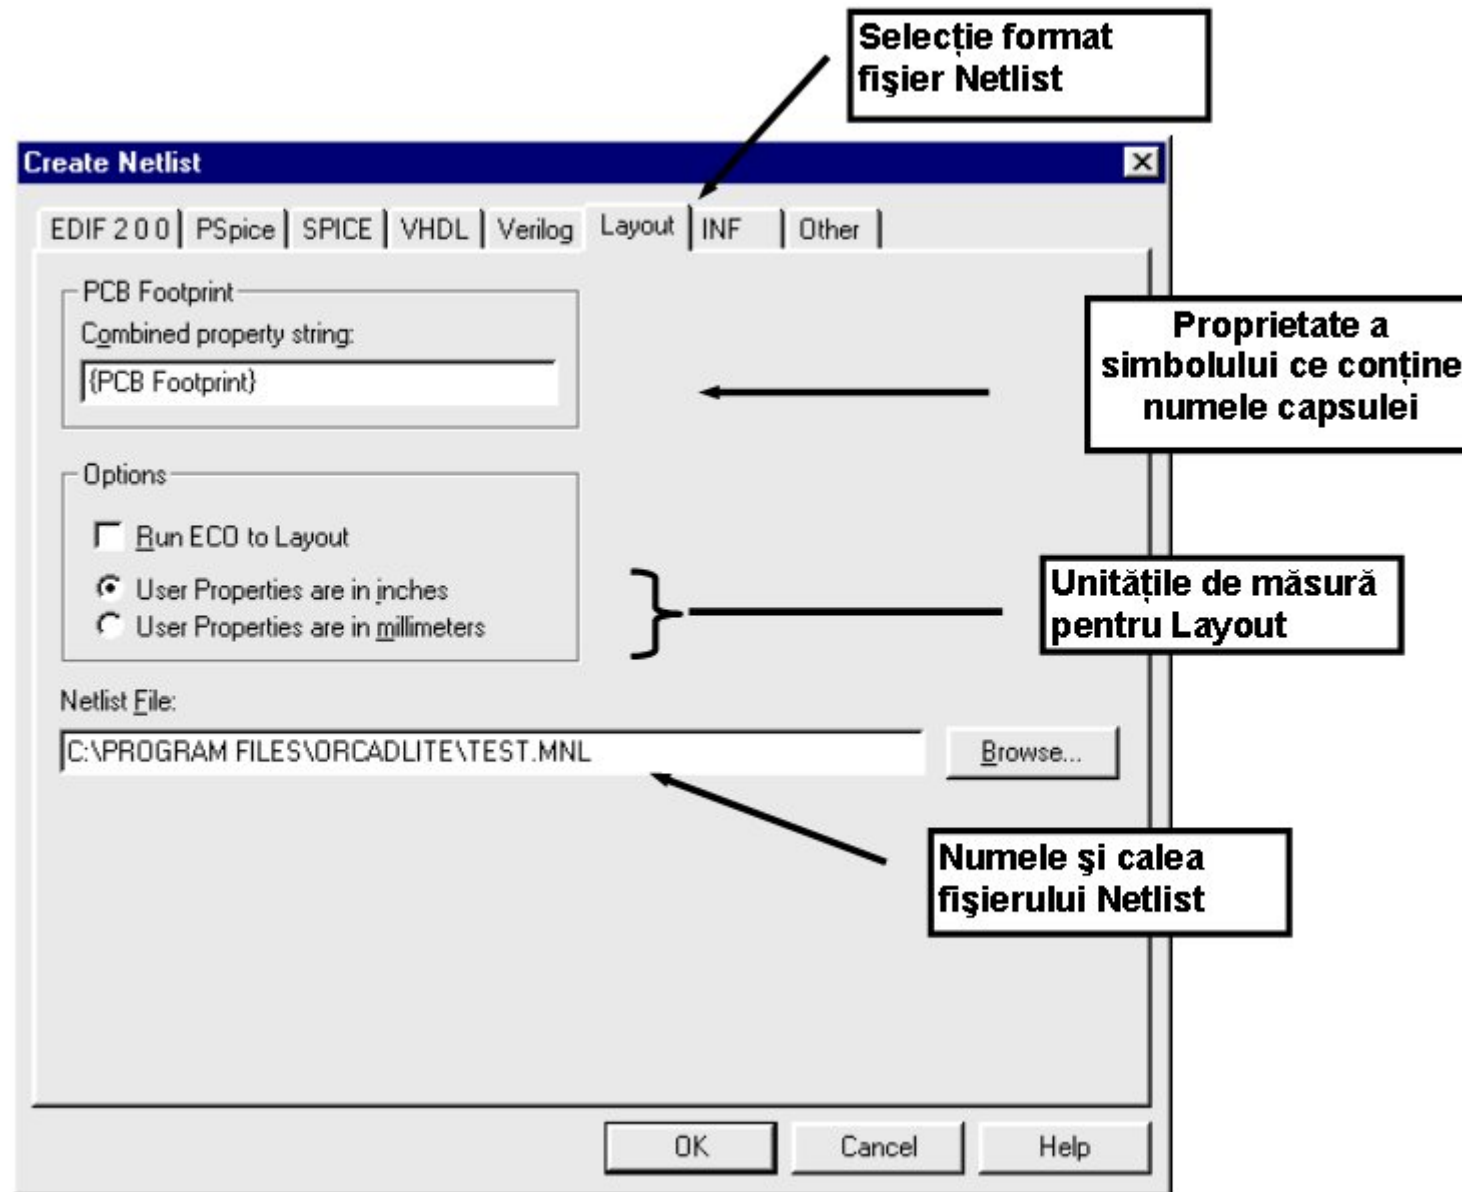 Selecție format
fişier Netlist
Create Netlist
EDIF 2 0 0 PSpice SPICE VHDL Verilog Layout INF Other
PCB Footprint
Combined property string:
{PCB Footprint}
Proprietate a
simbolului ce conține
numele capsulei
Options
Run ECO to Layout
User Properties are in inches
User Properties are in millimeters
Unitățile de măsură
pentru Layout
Netlist File:
C:\PROGRAM FILES\ORCADLITE\TEST.MNL
Browse...
Numele şi calea
fişierului Netlist
OK Cancel Help